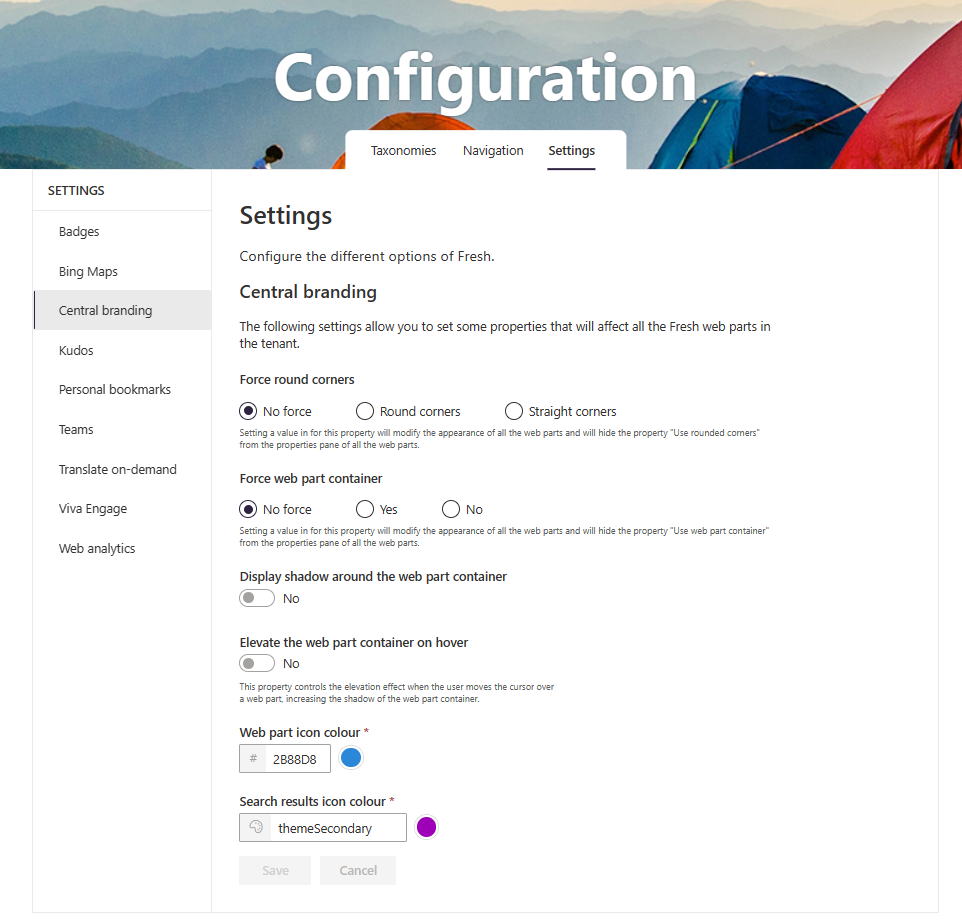 Configuration
Taxonomies
Navigation
Settings
SETTINGS
Badges
Bing Maps
Central branding
Kudos
Personal bookmarks
Teams
Translate on-demand
Viva Engage
Web analytics
Settings
Configure the different options of Fresh.
Central branding
The following settings allow you to set some properties that will affect all the Fresh web parts in
the tenant.
Force round corners
No force
Round corners
Straight corners
Setting a value in for this property will modify the appearance of all the web parts and will hide the property "Use rounded corners"
from the properties pane of all the web parts.
Force web part container
No force
Yes
No
Setting a value in for this property will modify the appearance of all the web parts and will hide the property "Use web part container"
from the properties pane of all the web parts.
Display shadow around the web part container
No
Elevate the web part container on hover
No
This property controls the elevation effect when the user moves the cursor over
a web part, increasing the shadow of the web part container.
Web part icon colour *
# 2B88D8
Search results icon colour *
themeSecondary
Save
Cancel